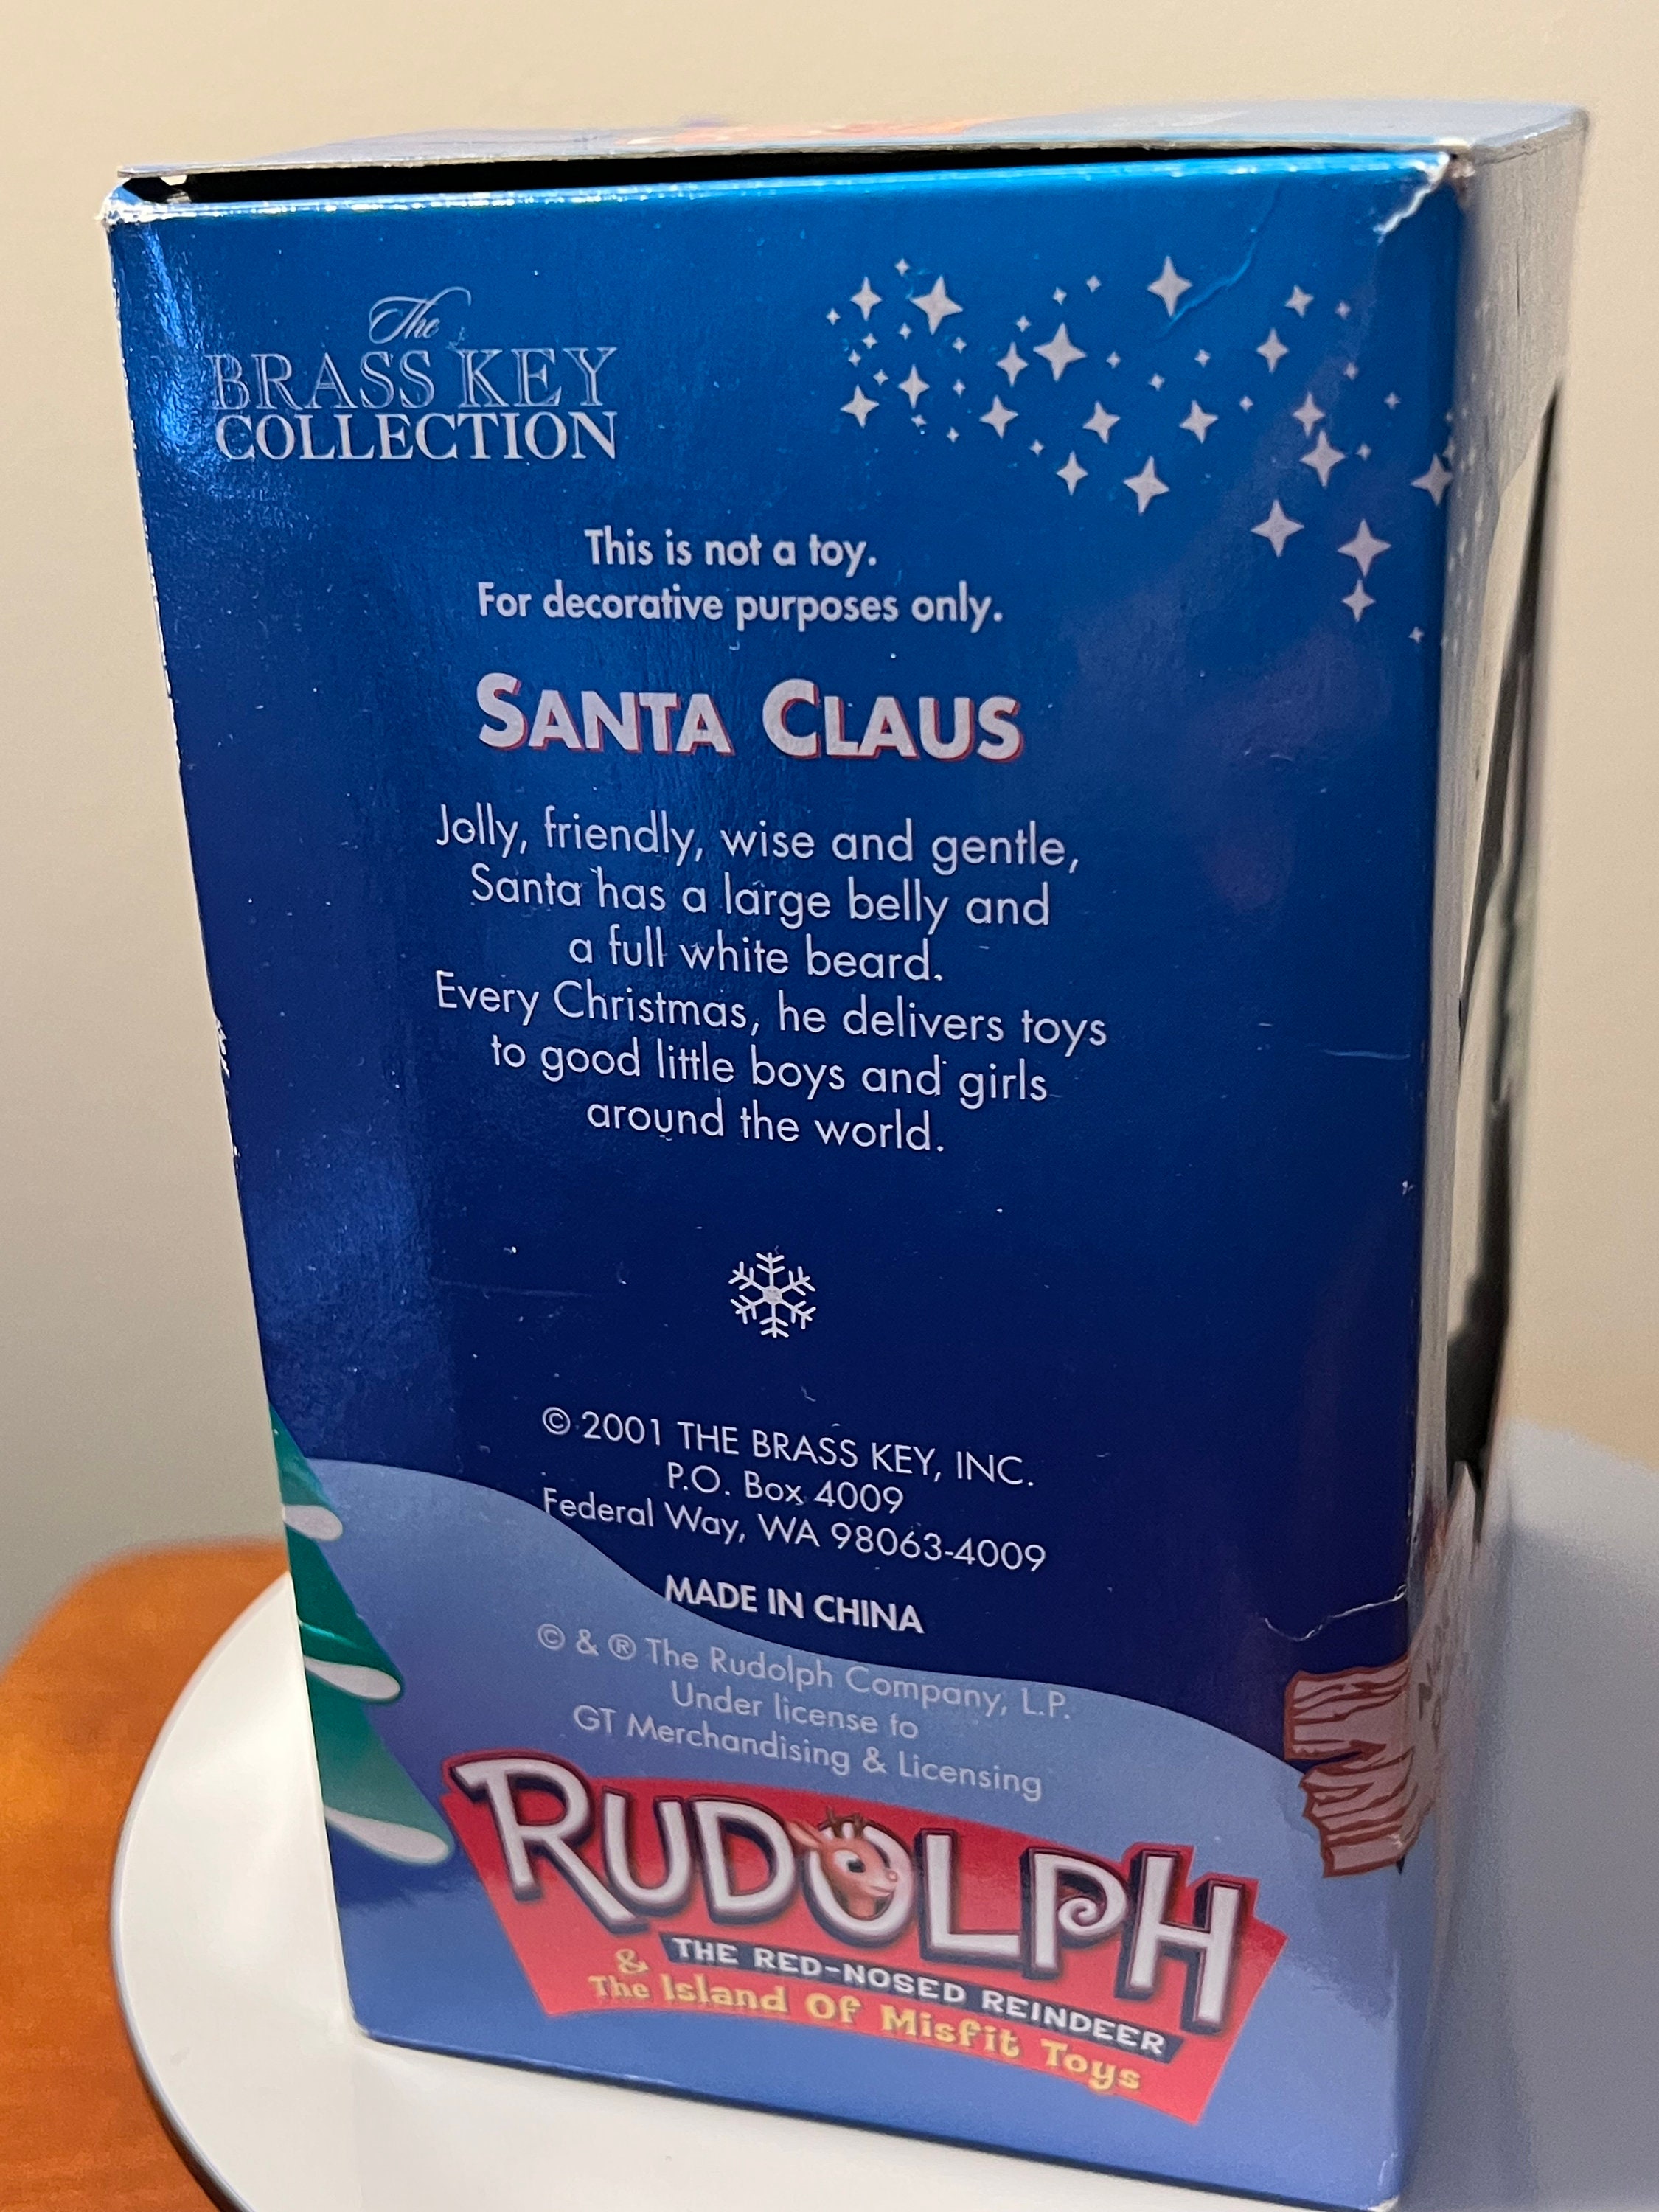 The
BRASS KEY
COLLECTION
This is not a toy.
For decorative purposes only.
SANTA CLAUS
Jolly, friendly, wise and gentle,
Santa has a large belly and
a full white beard.
Every Christmas, he delivers toys
to good little boys and girls
around the world.
© 2001 THE BRASS KEY, INC.
P.O. Box 4009
Federal Way, WA 98063-4009
MADE IN CHINA
© & ® The Rudolph Company, L.P.
Under license to
GT Merchandising & Licensing
RUDOLPH
THE RED-NOSED REINDEER
& The Island Of Misfit Toys